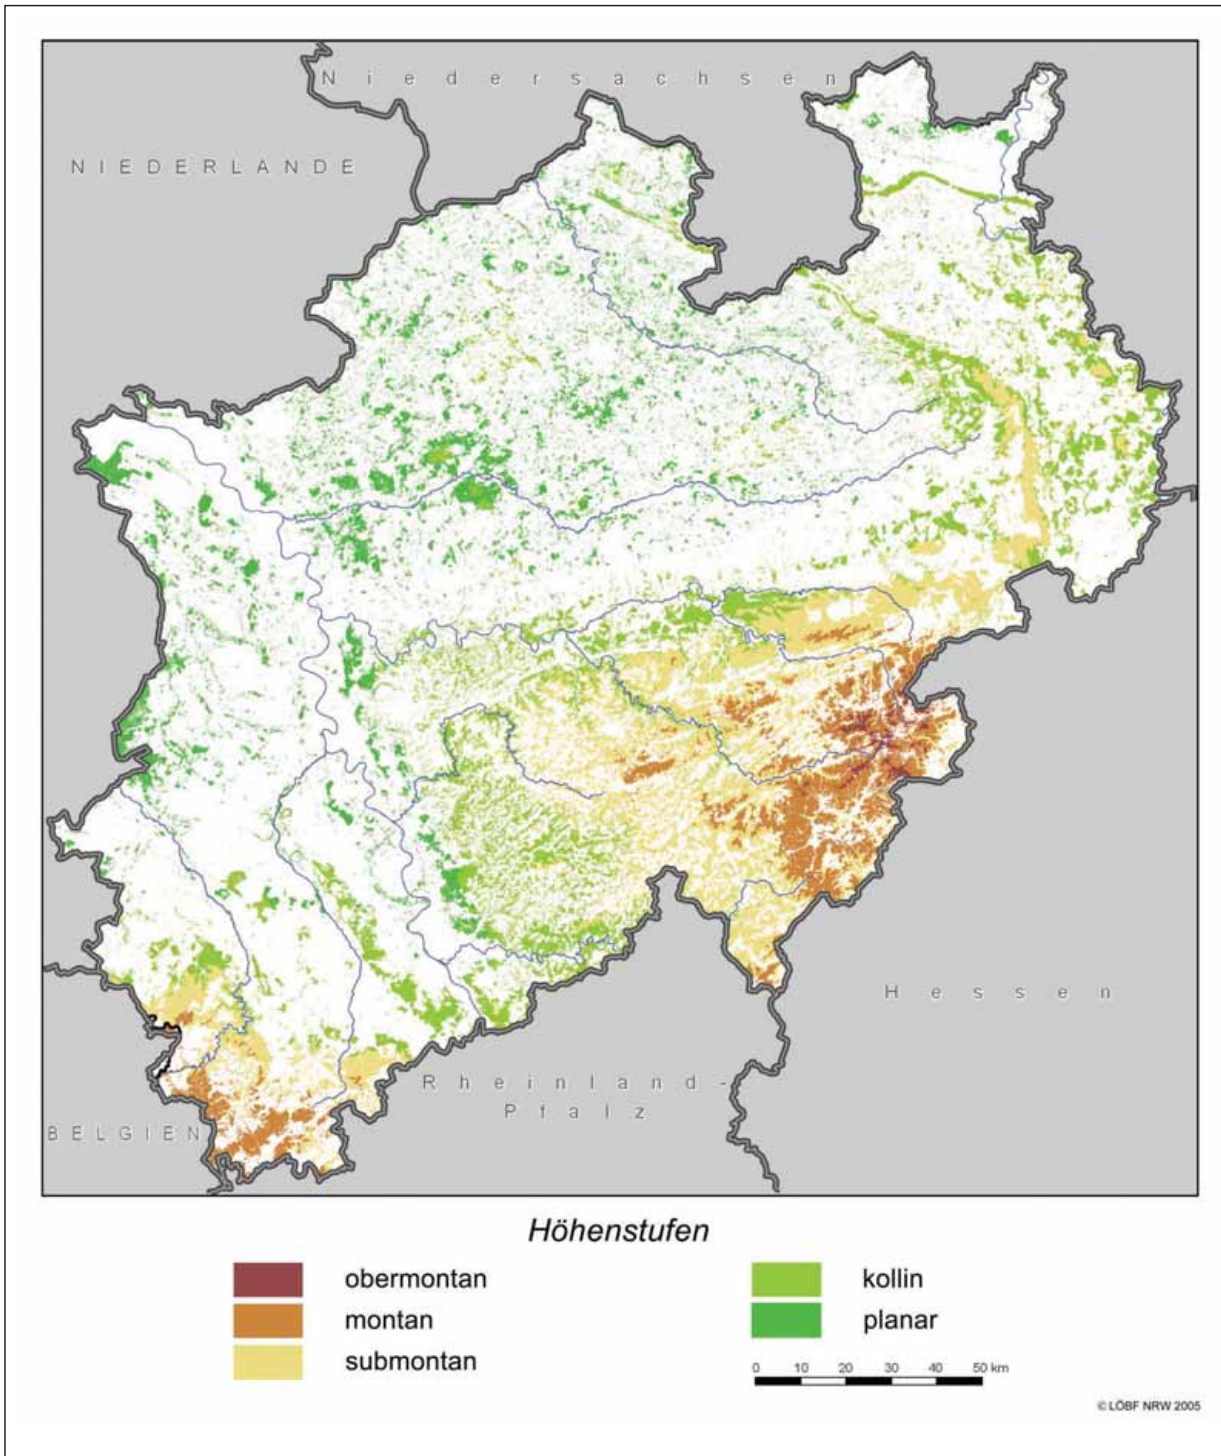 Niedersachsen
NIEDERLANDE
Hessen
Rheinland-
Pfalz
BELGIEN
Höhenstufen
obermontan
montan
submontan
kollin
planar
0 10 20 30 40 50 km
© LÖBF NRW 2005